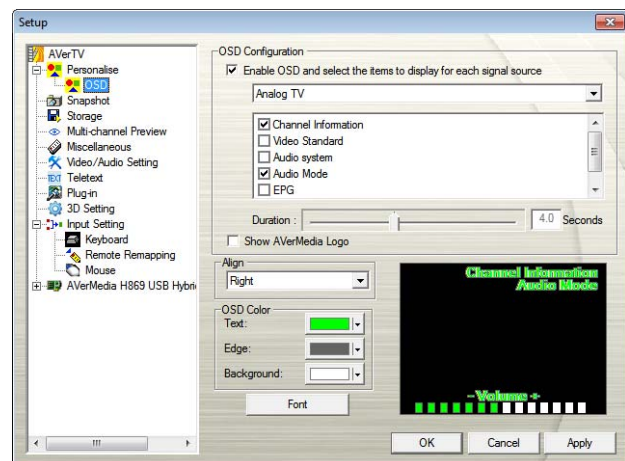 Setup
AVerTV
Personalise
OSD
Snapshot
Storage
Multi-channel Preview
Miscellaneous
Video/Audio Setting
TEXT Teletext
Plug-in
3D Setting
Input Setting
Keyboard
Remote Remapping
Mouse
AVerMedia H869 USB Hybri
OSD Configuration
Enable OSD and select the items to display for each signal source
Analog TV
Channel Information
Video Standard
Audio system
Audio Mode
EPG
Duration : 4.0 Seconds
Show AVerMedia Logo
Align
Right
OSD Color
Text:
Edge:
Background:
Font
Channel Information
Audio Mode
- Volume +
OK Cancel Apply